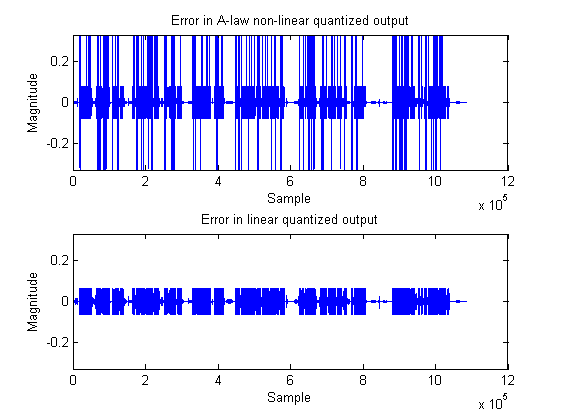 Error in A-law non-linear quantized output
0.2
0
-0.2
Magnitude
0 2 4 6 8 10 12
Sample
x 10^5
Error in linear quantized output
0.2
0
-0.2
Magnitude
0 2 4 6 8 10 12
Sample
x 10^5